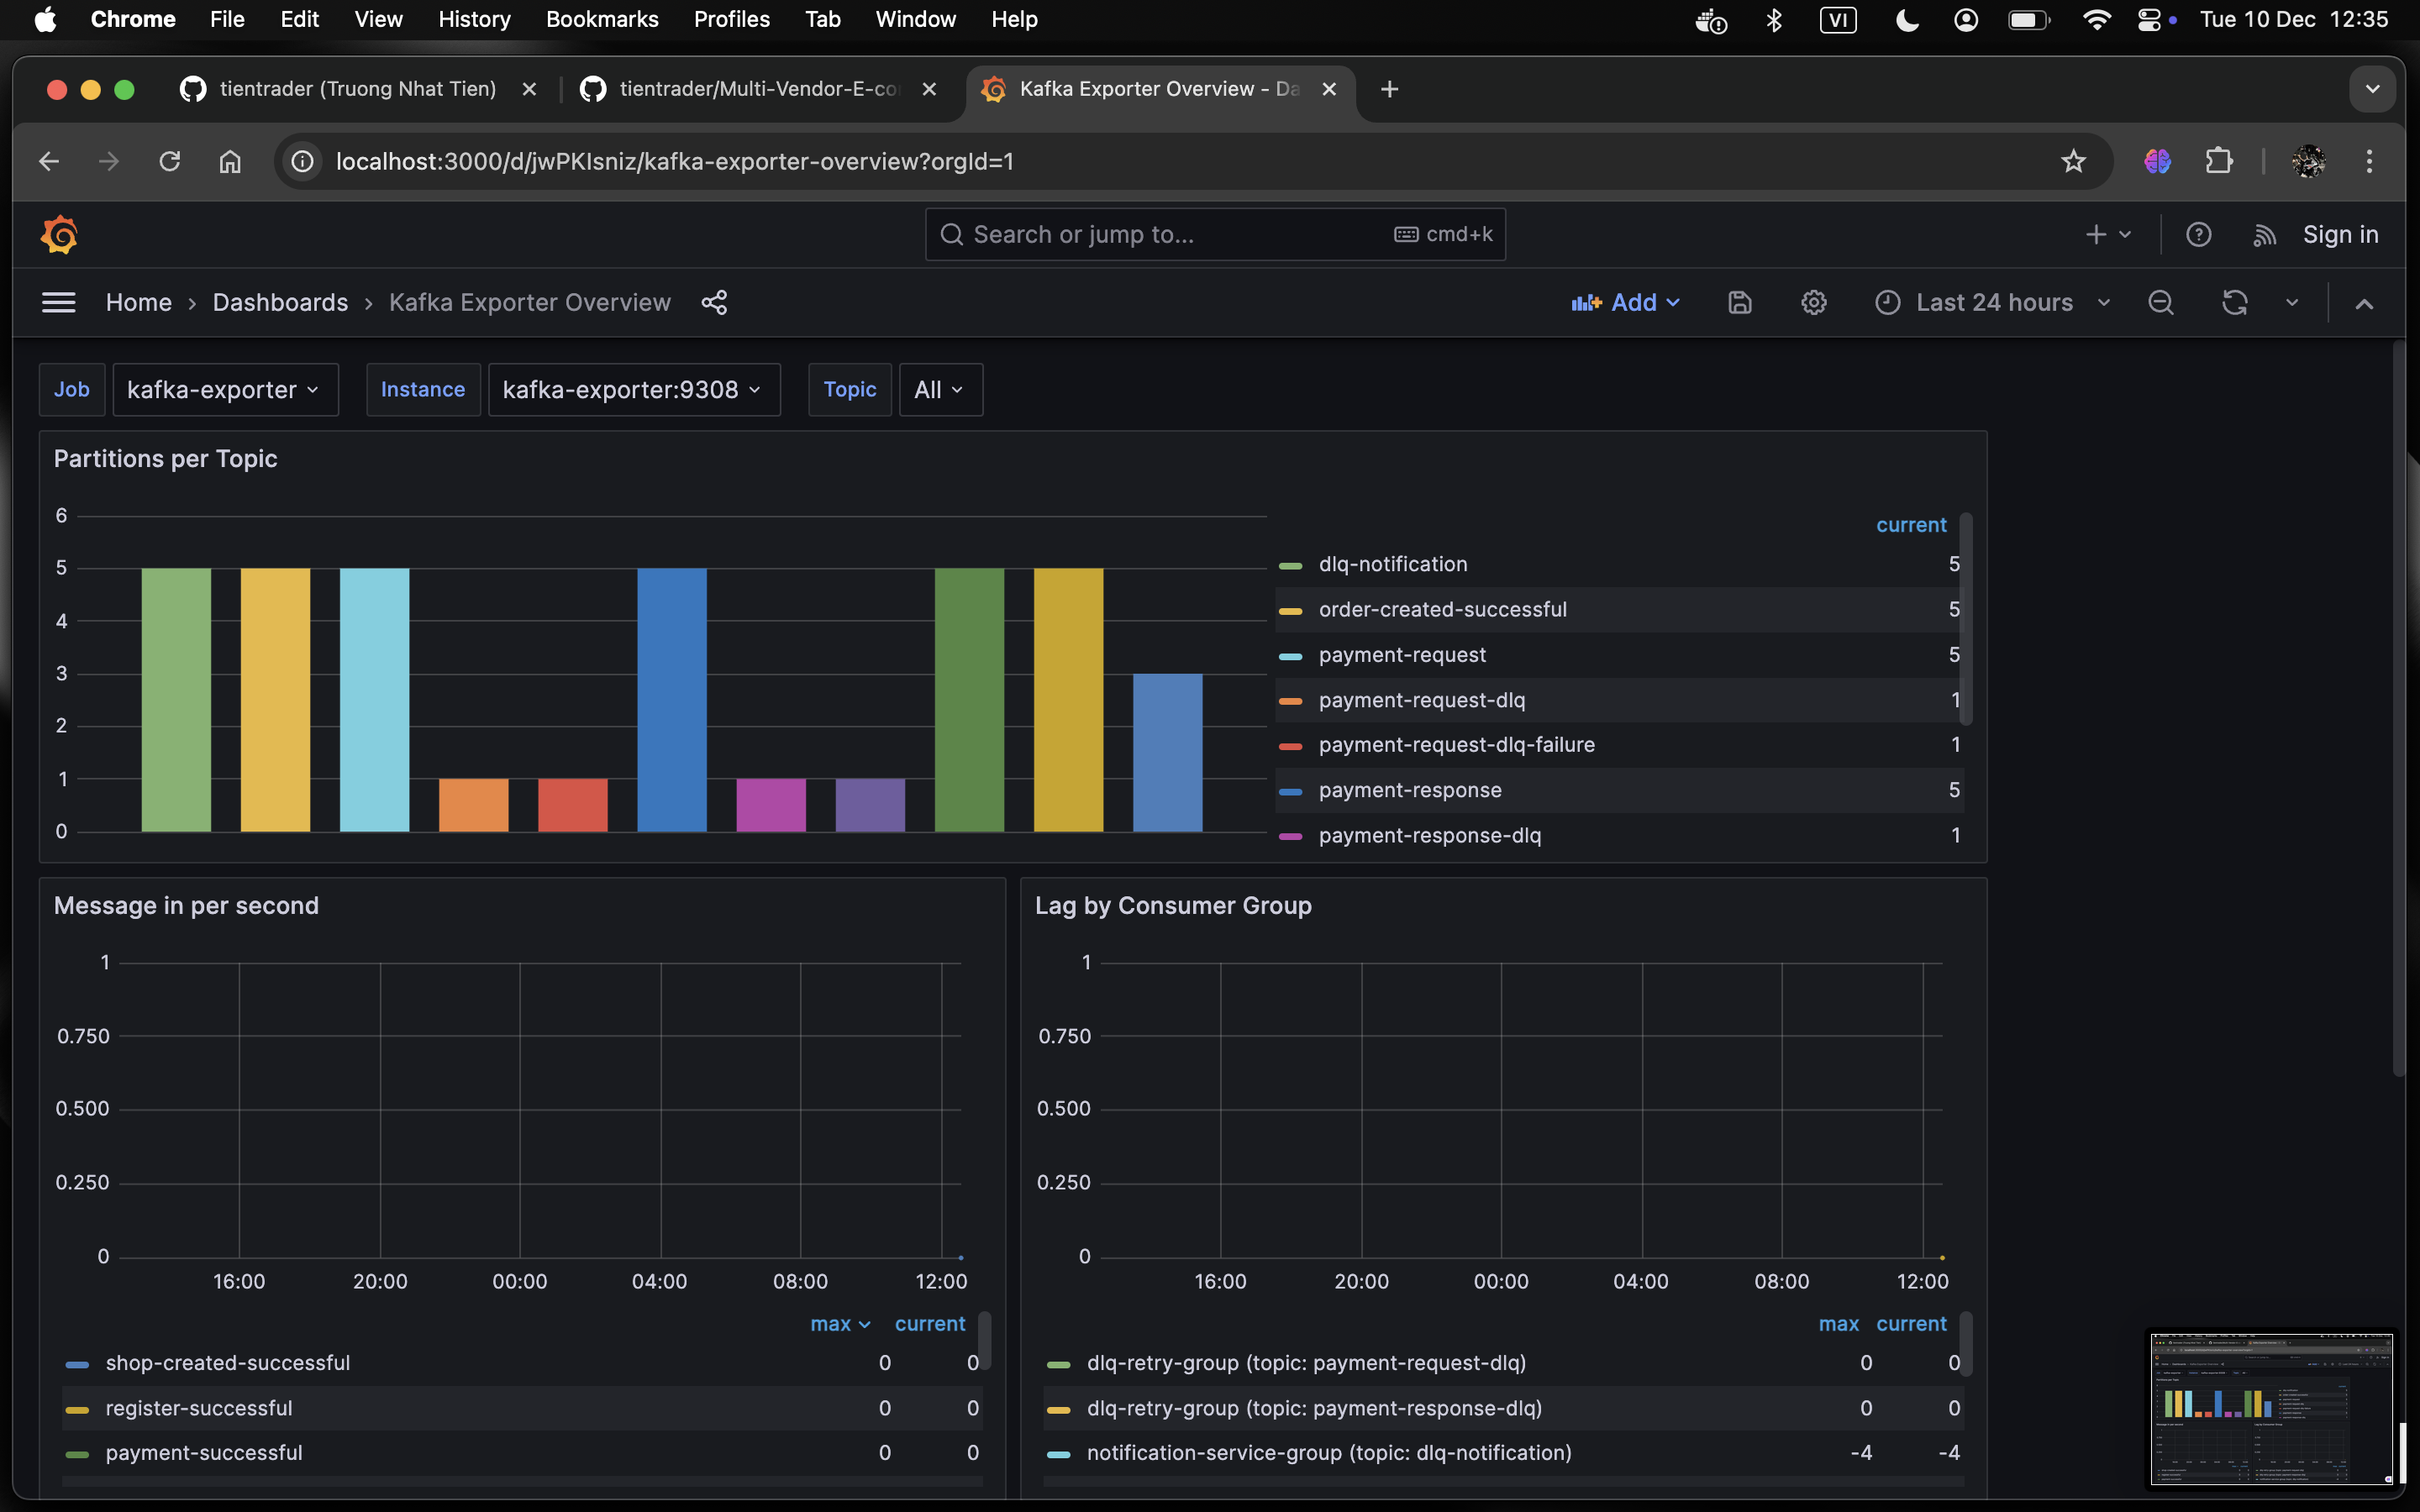 Chrome File Edit View History Bookmarks Profiles Tab Window Help VI Tue 10 Dec 12:35
tientrader (Truong Nhat Tien) tientrader/Multi-Vendor-E-co Kafka Exporter Overview - Da
localhost:3000/d/jwPKIsniz/kafka-exporter-overview?orgId=1
Search or jump to... cmd+k Sign in
Home › Dashboards › Kafka Exporter Overview Add Last 24 hours
Job kafka-exporter Instance kafka-exporter:9308 Topic All
Partitions per Topic
6
5
4
3
2
1
0
current
dlq-notification 5
order-created-successful 5
payment-request 5
payment-request-dlq 1
payment-request-dlq-failure 1
payment-response 5
payment-response-dlq 1
Message in per second
1
0.750
0.500
0.250
0
16:00 20:00 00:00 04:00 08:00 12:00
max current
shop-created-successful 0 0
register-successful 0 0
payment-successful 0 0
Lag by Consumer Group
1
0.750
0.500
0.250
0
16:00 20:00 00:00 04:00 08:00 12:00
max current
dlq-retry-group (topic: payment-request-dlq) 0 0
dlq-retry-group (topic: payment-response-dlq) 0 0
notification-service-group (topic: dlq-notification) -4 -4